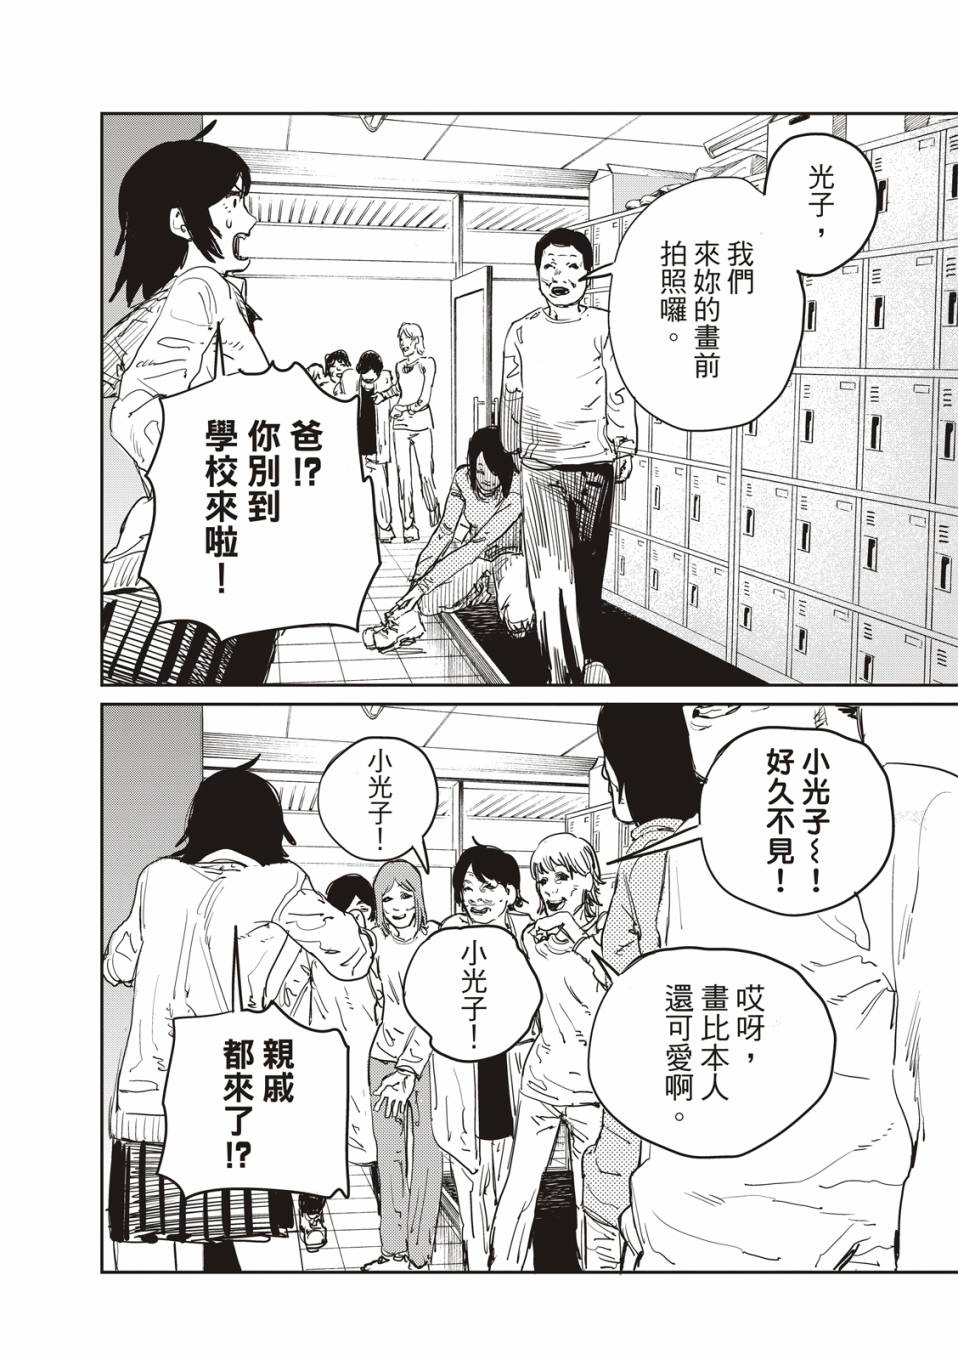 光子，
我們
來妳的畫前
拍照囉。
爸!?
你別到
學校來啦！
小光子～！
好久不見！
小光子！
哎呀，
畫比本人
還可愛啊。
小光子！
親戚
都來了!?